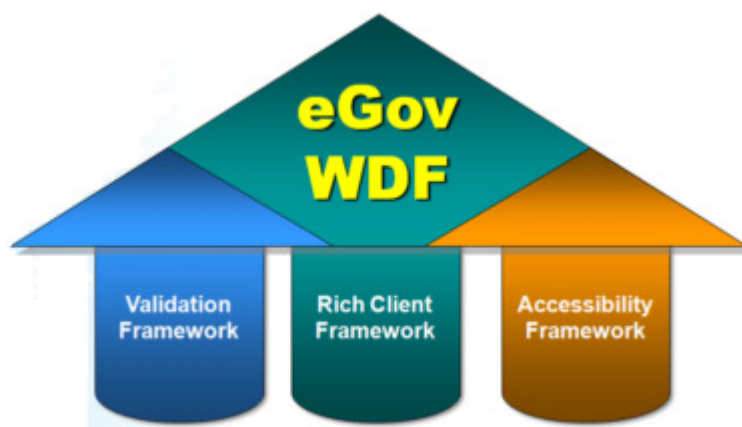 eGov
WDF
Validation
Framework
Rich Client
Framework
Accessibility
Framework